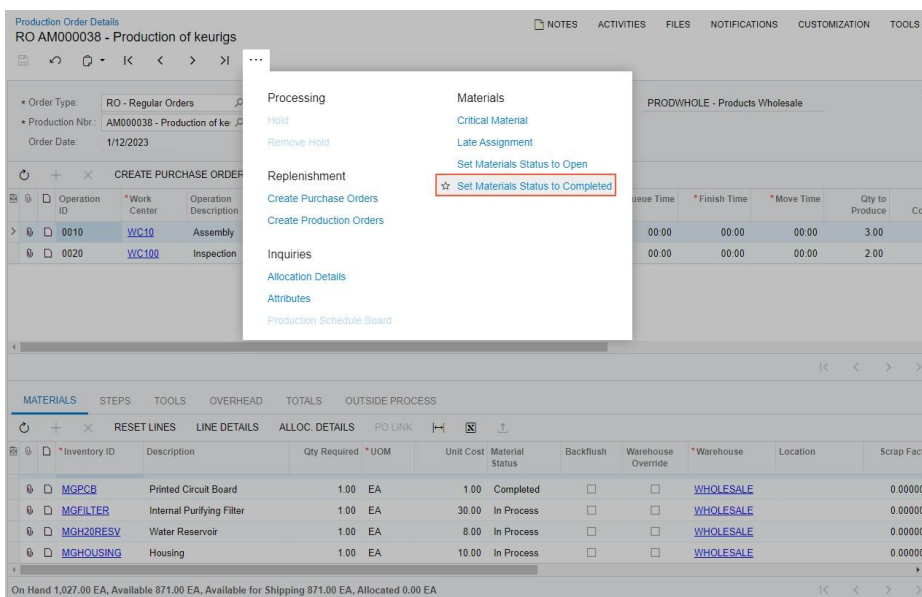 Production Order Details
RO AM000038 - Production of keurigs
NOTES ACTIVITIES FILES NOTIFICATIONS CUSTOMIZATION TOOLS
* Order Type: RO - Regular Orders
* Production Nbr.: AM000038 - Production of ke
Order Date: 1/12/2023
PRODWHOLE - Products Wholesale
Processing
Hold
Remove Hold
Replenishment
Create Purchase Orders
Create Production Orders
Inquiries
Allocation Details
Attributes
Production Schedule Board
Materials
Critical Material
Late Assignment
Set Materials Status to Open
Set Materials Status to Completed
CREATE PURCHASE ORDER
Operation ID *Work Center Operation Description ueue Time *Finish Time *Move Time Qty to Produce Co
0010 WC10 Assembly 00:00 00:00 00:00 3.00
0020 WC100 Inspection 00:00 00:00 00:00 2.00
MATERIALS STEPS TOOLS OVERHEAD TOTALS OUTSIDE PROCESS
RESET LINES LINE DETAILS ALLOC. DETAILS PO LINK
*Inventory ID Description Qty Required *UOM Unit Cost Material Status Backflush Warehouse Override *Warehouse Location Scrap Fac
MGPCB Printed Circuit Board 1.00 EA 1.00 Completed WHOLESALE 0.00000
MGFILTER Internal Purifying Filter 1.00 EA 30.00 In Process WHOLESALE 0.00000
MGH20RESV Water Reservoir 1.00 EA 8.00 In Process WHOLESALE 0.00000
MGHOUSING Housing 1.00 EA 10.00 In Process WHOLESALE 0.00000
On Hand 1,027.00 EA, Available 871.00 EA, Available for Shipping 871.00 EA, Allocated 0.00 EA